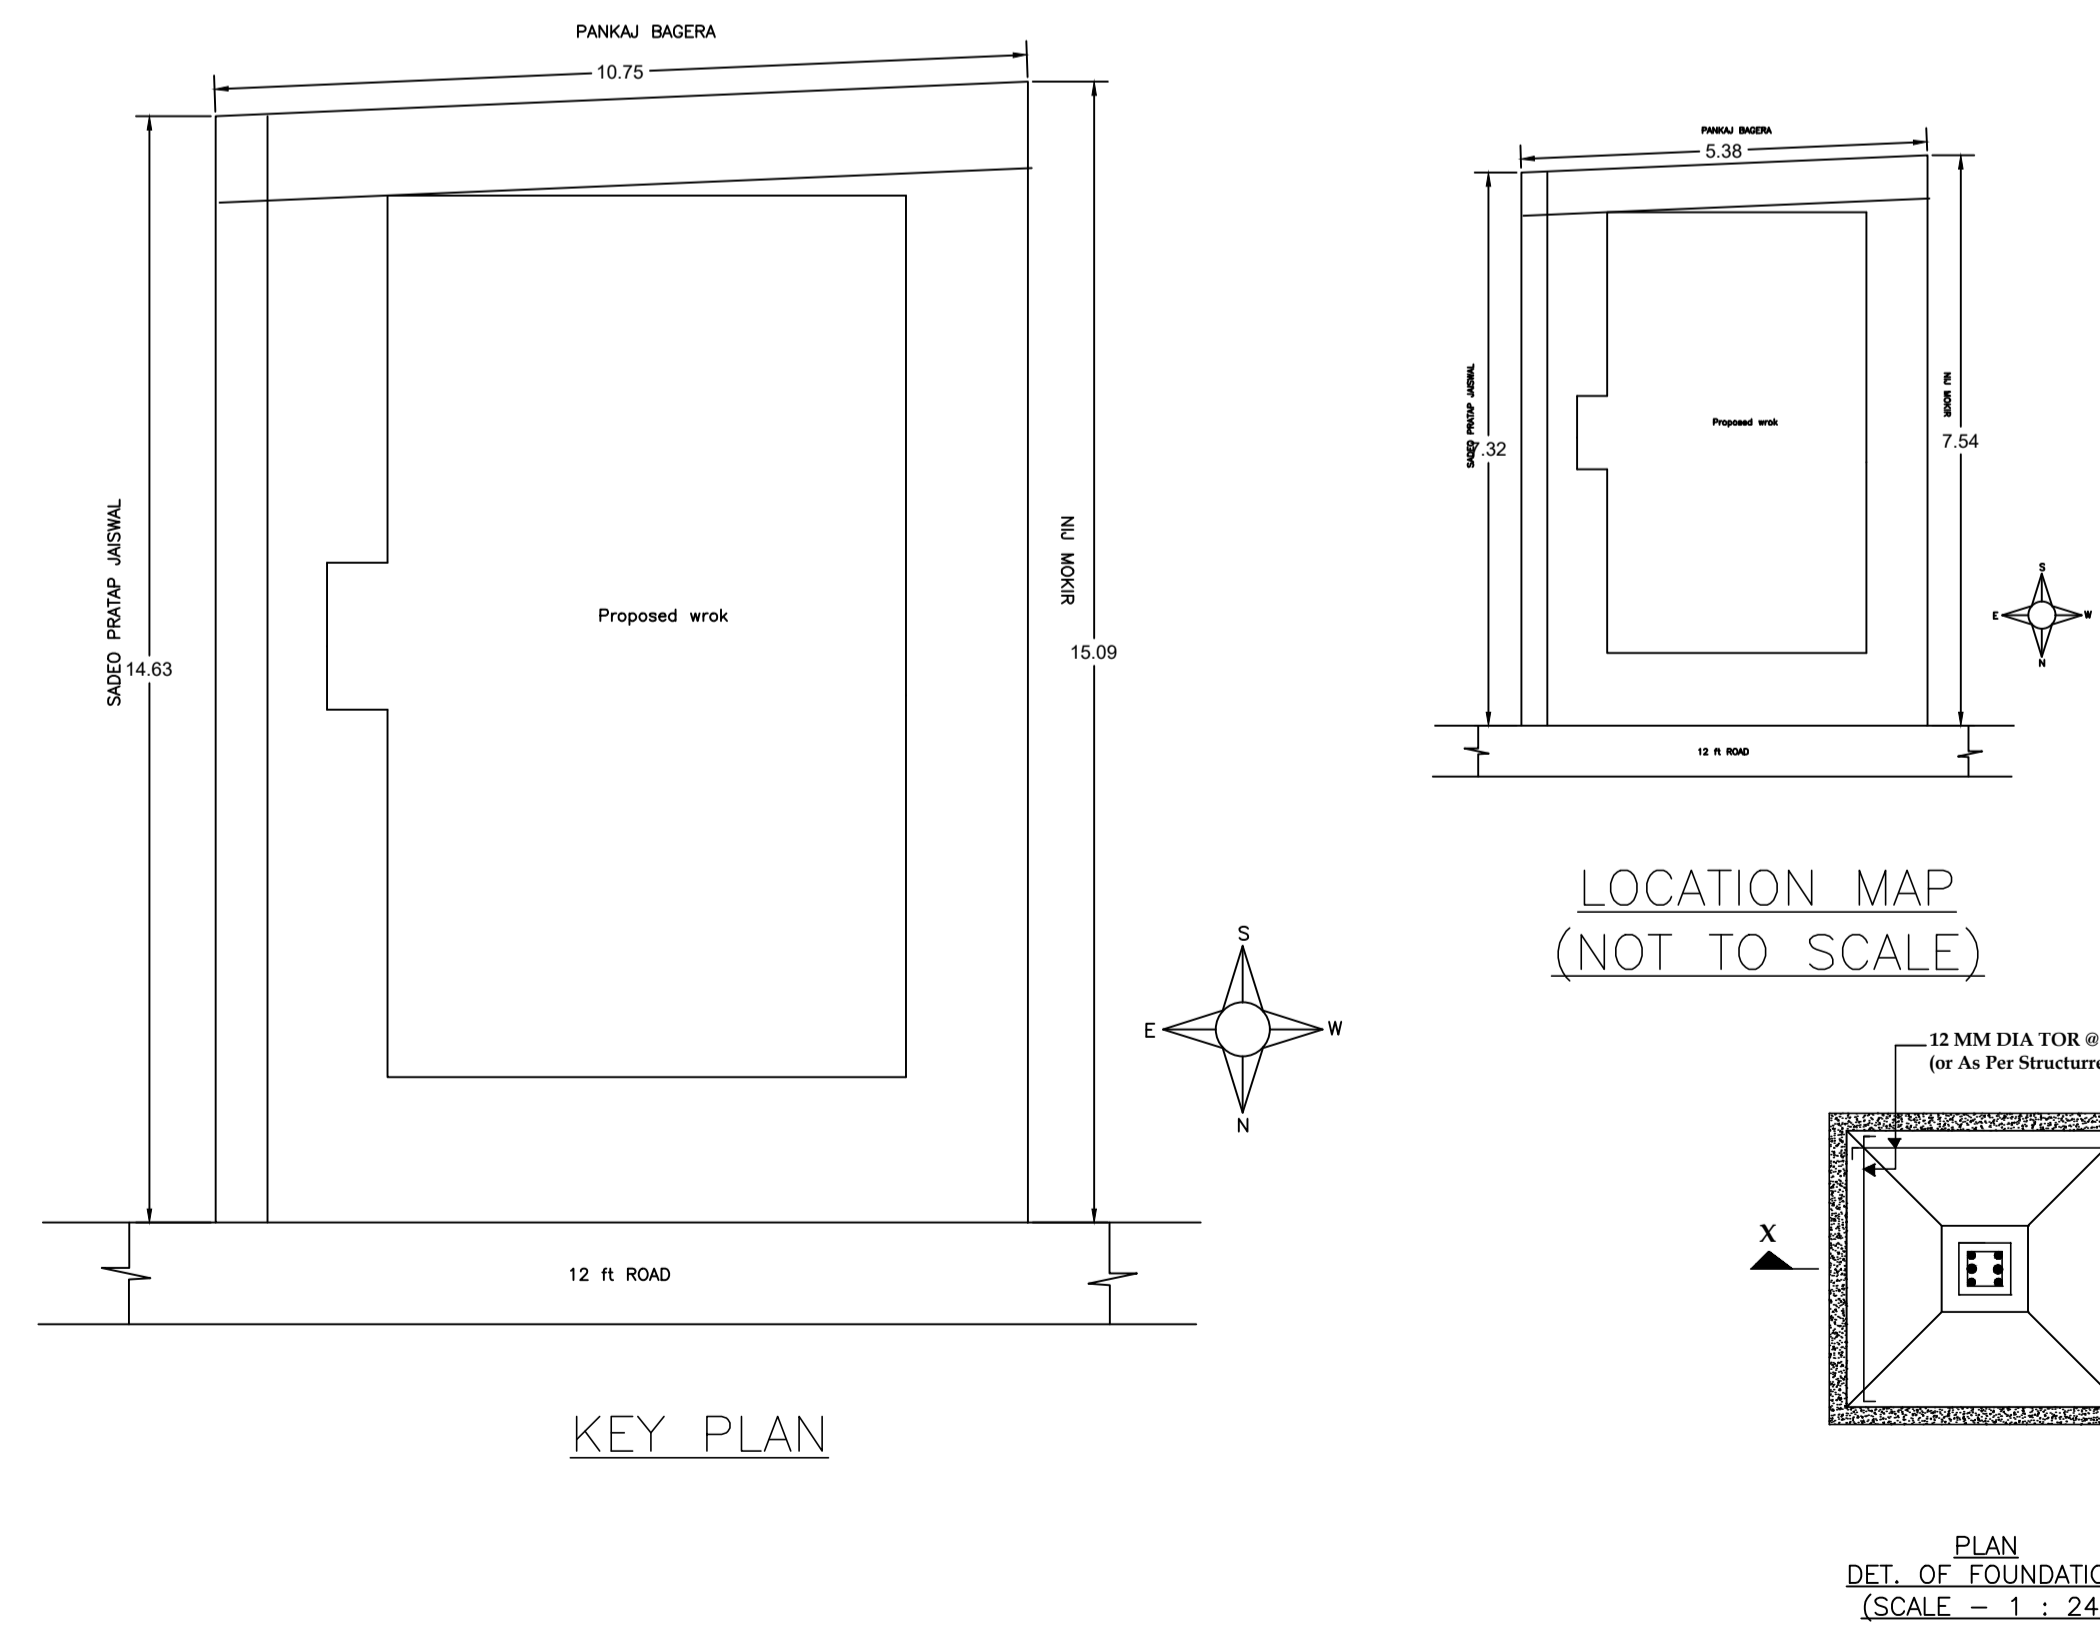 PANKAJ BAGERA
10.75
SADEO PRATAP JAISWAL
14.63
Proposed wrok
NIJ MOKIR
15.09
S
E
W
N
12 ft ROAD
KEY PLAN
PANKAJ BAGERA
5.38
SADEO PRATAP JAISWAL
7.32
Proposed wrok
NIJ MOKIR
7.54
S
E
W
N
12 ft ROAD
LOCATION MAP
(NOT TO SCALE)
12 MM DIA TOR @
(or As Per Structurre
X
PLAN
DET. OF FOUNDATIO
(SCALE – 1 : 24